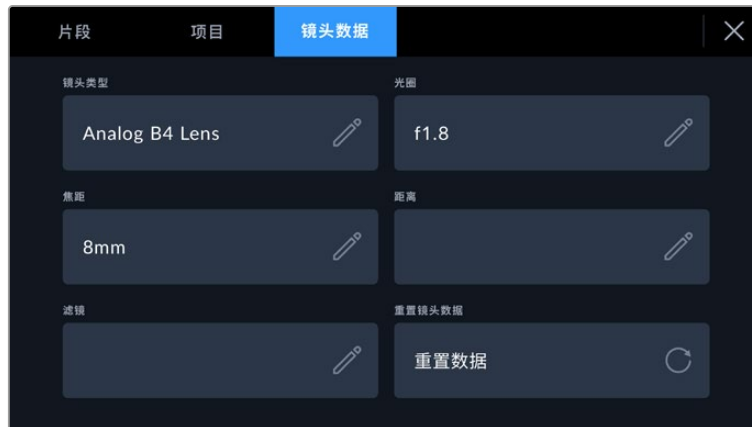 片段 项目 镜头数据
镜头类型 光圈
Analog B4 Lens f1.8
焦距 距离
8mm
滤镜 重置镜头数据
重置数据